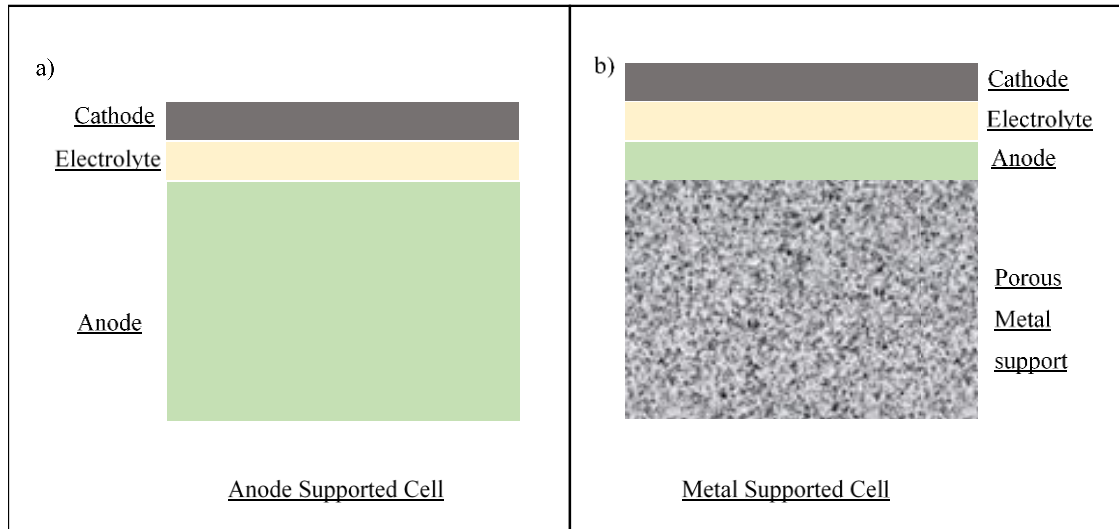 a)
Cathode
Electrolyte
Anode
Anode Supported Cell
b)
Cathode
Electrolyte
Anode
Porous
Metal
support
Metal Supported Cell